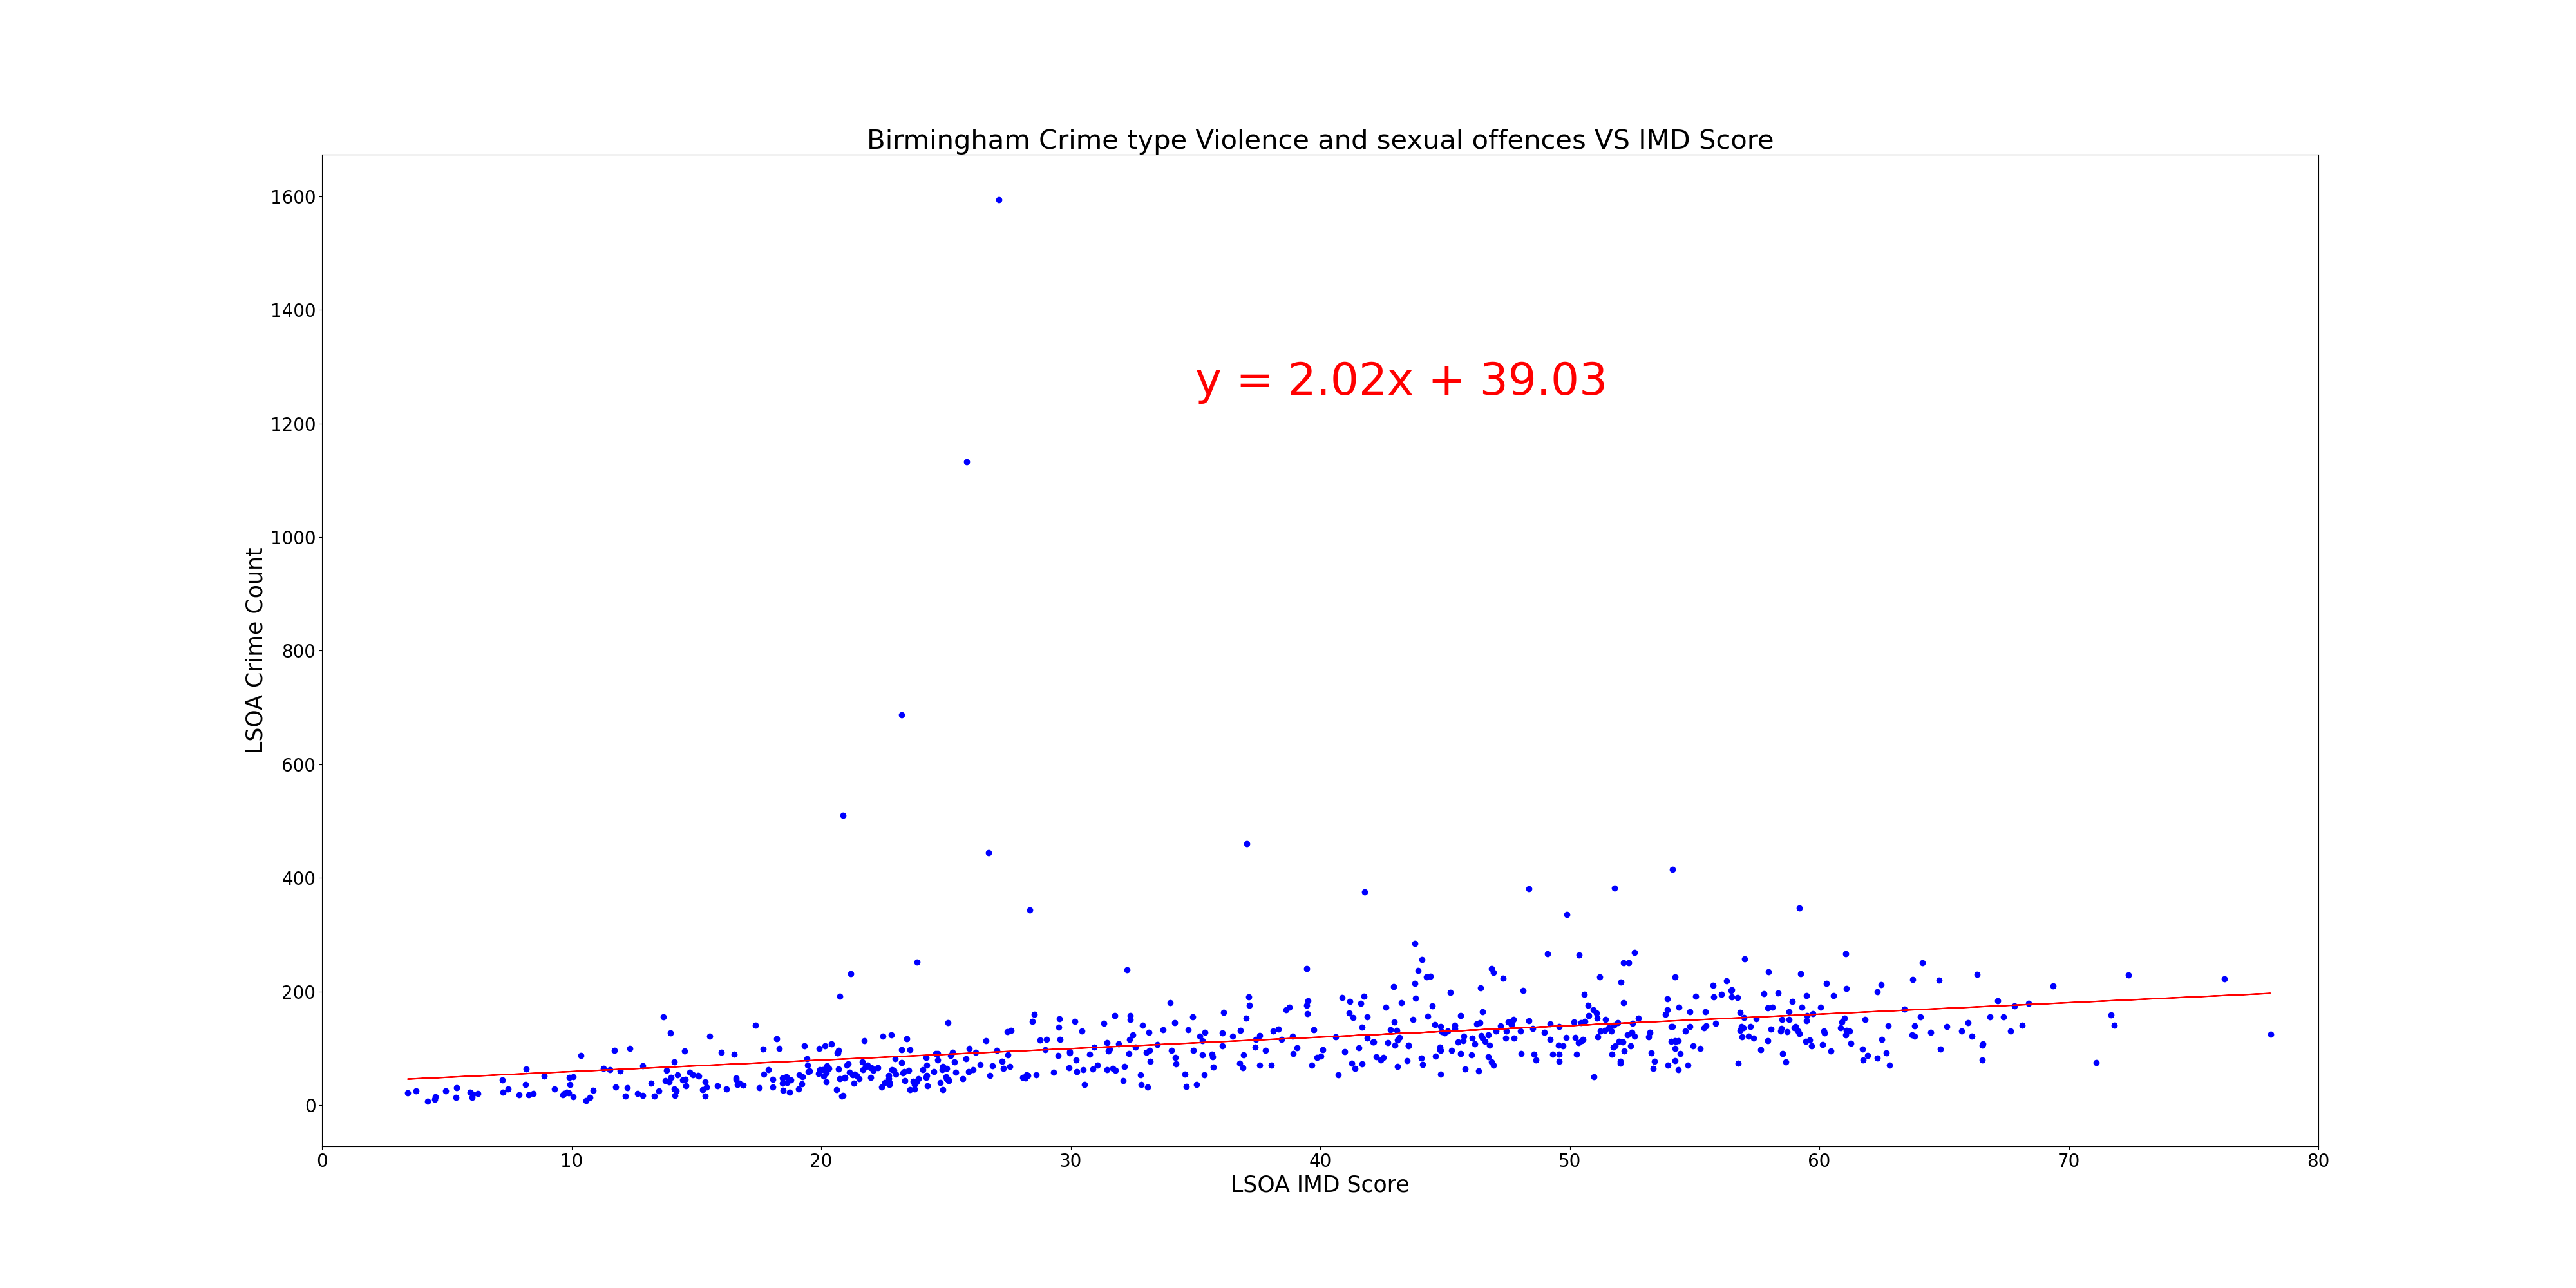 Birmingham Crime type Violence and sexual offences VS IMD Score
1600
1400
y = 2.02x + 39.03
1200
1000
LSOA Crime Count
800
600
400
200
0
0 10 20 30 40 50 60 70 80
LSOA IMD Score